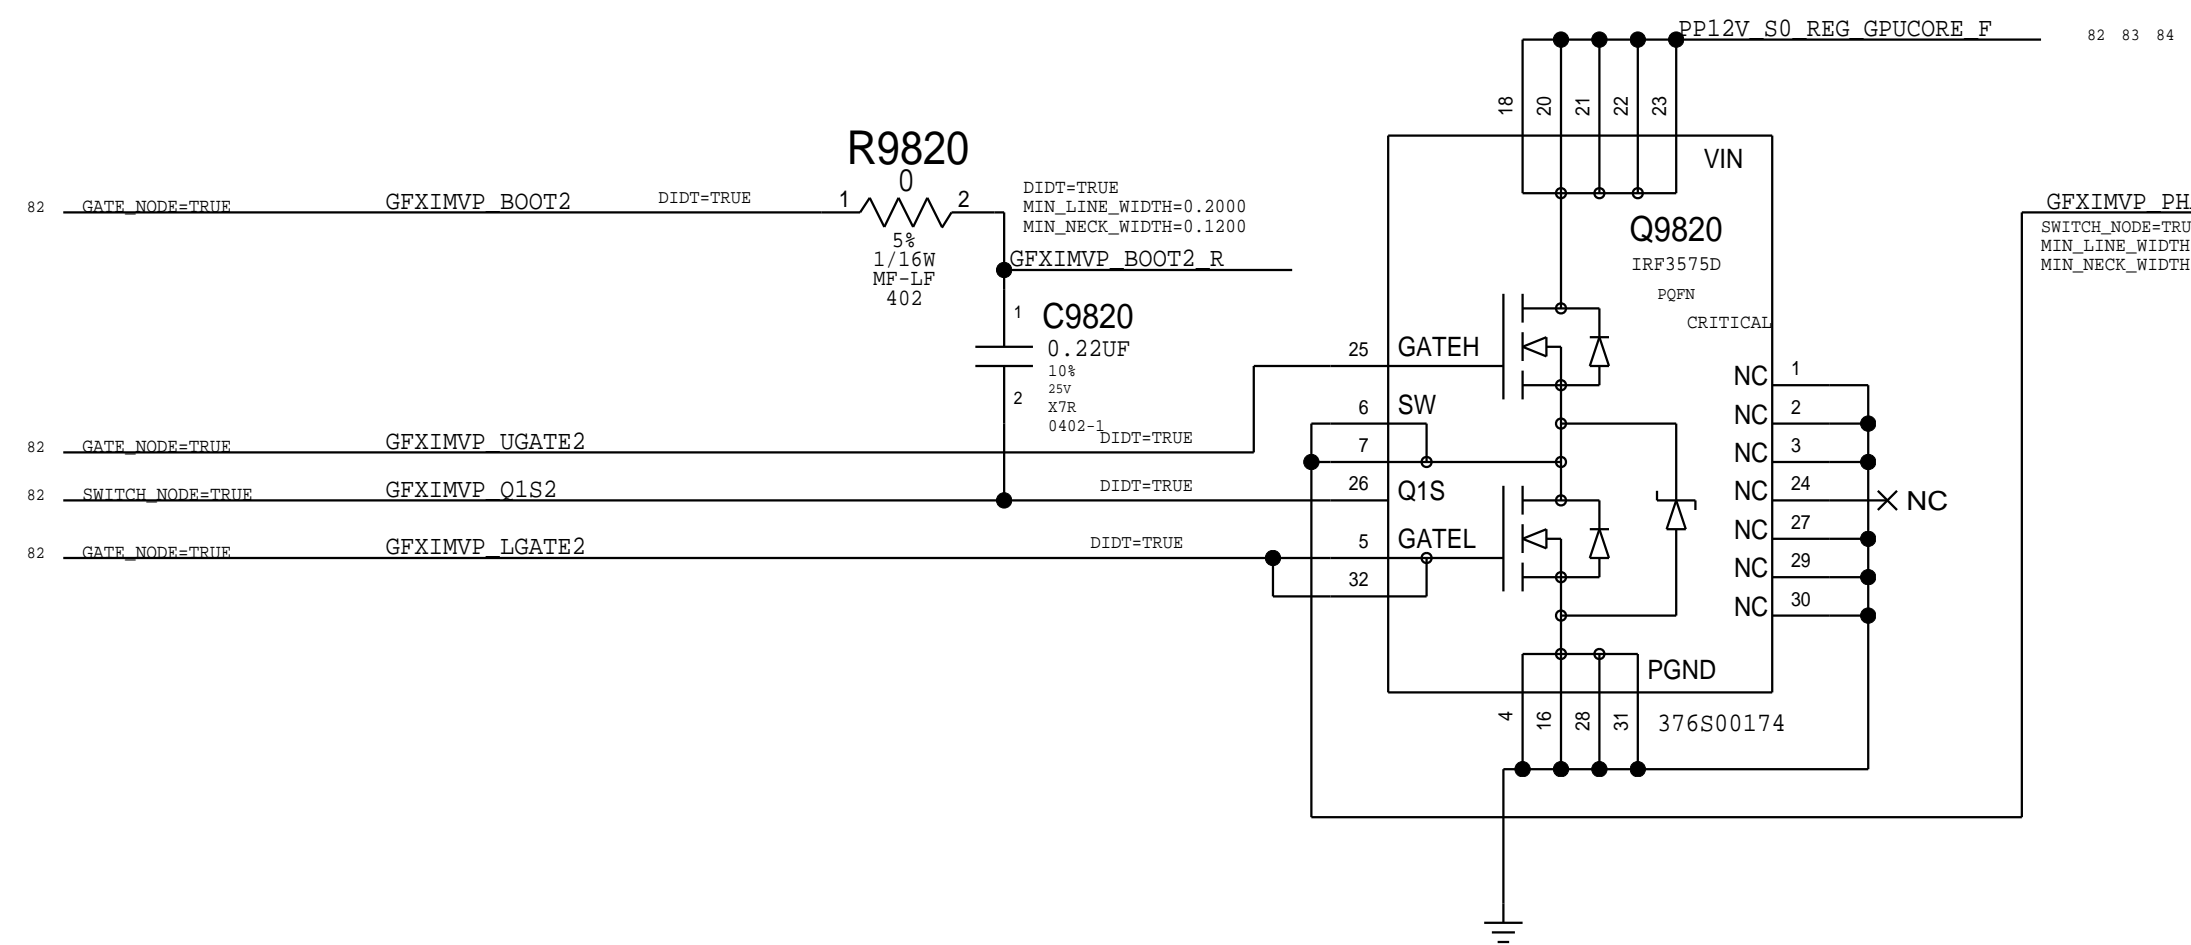 PP12V_S0_REG_GPUCORE_F
82 83 84
18
20
21
22
23
R9820
0
VIN
82
GATE_NODE=TRUE
GFXIMVP_BOOT2
DIDT=TRUE
1
2
DIDT=TRUE
MIN_LINE_WIDTH=0.2000
MIN_NECK_WIDTH=0.1200
5%
1/16W
MF-LF
402
GFXIMVP_BOOT2_R
Q9820
IRF3575D
PQFN
CRITICAL
GFXIMVP_PH
SWITCH_NODE=TRU
MIN_LINE_WIDTH
MIN_NECK_WIDTH
1
C9820
0.22UF
10%
25V
X7R
0402-1
2
25
GATEH
6
SW
7
26
Q1S
5
GATEL
32
NC 1
NC 2
NC 3
NC 24
NC
NC 27
NC 29
NC 30
82
GATE_NODE=TRUE
GFXIMVP_UGATE2
DIDT=TRUE
82
SWITCH_NODE=TRUE
GFXIMVP_Q1S2
DIDT=TRUE
82
GATE_NODE=TRUE
GFXIMVP_LGATE2
DIDT=TRUE
PGND
4
16
28
31
376S00174